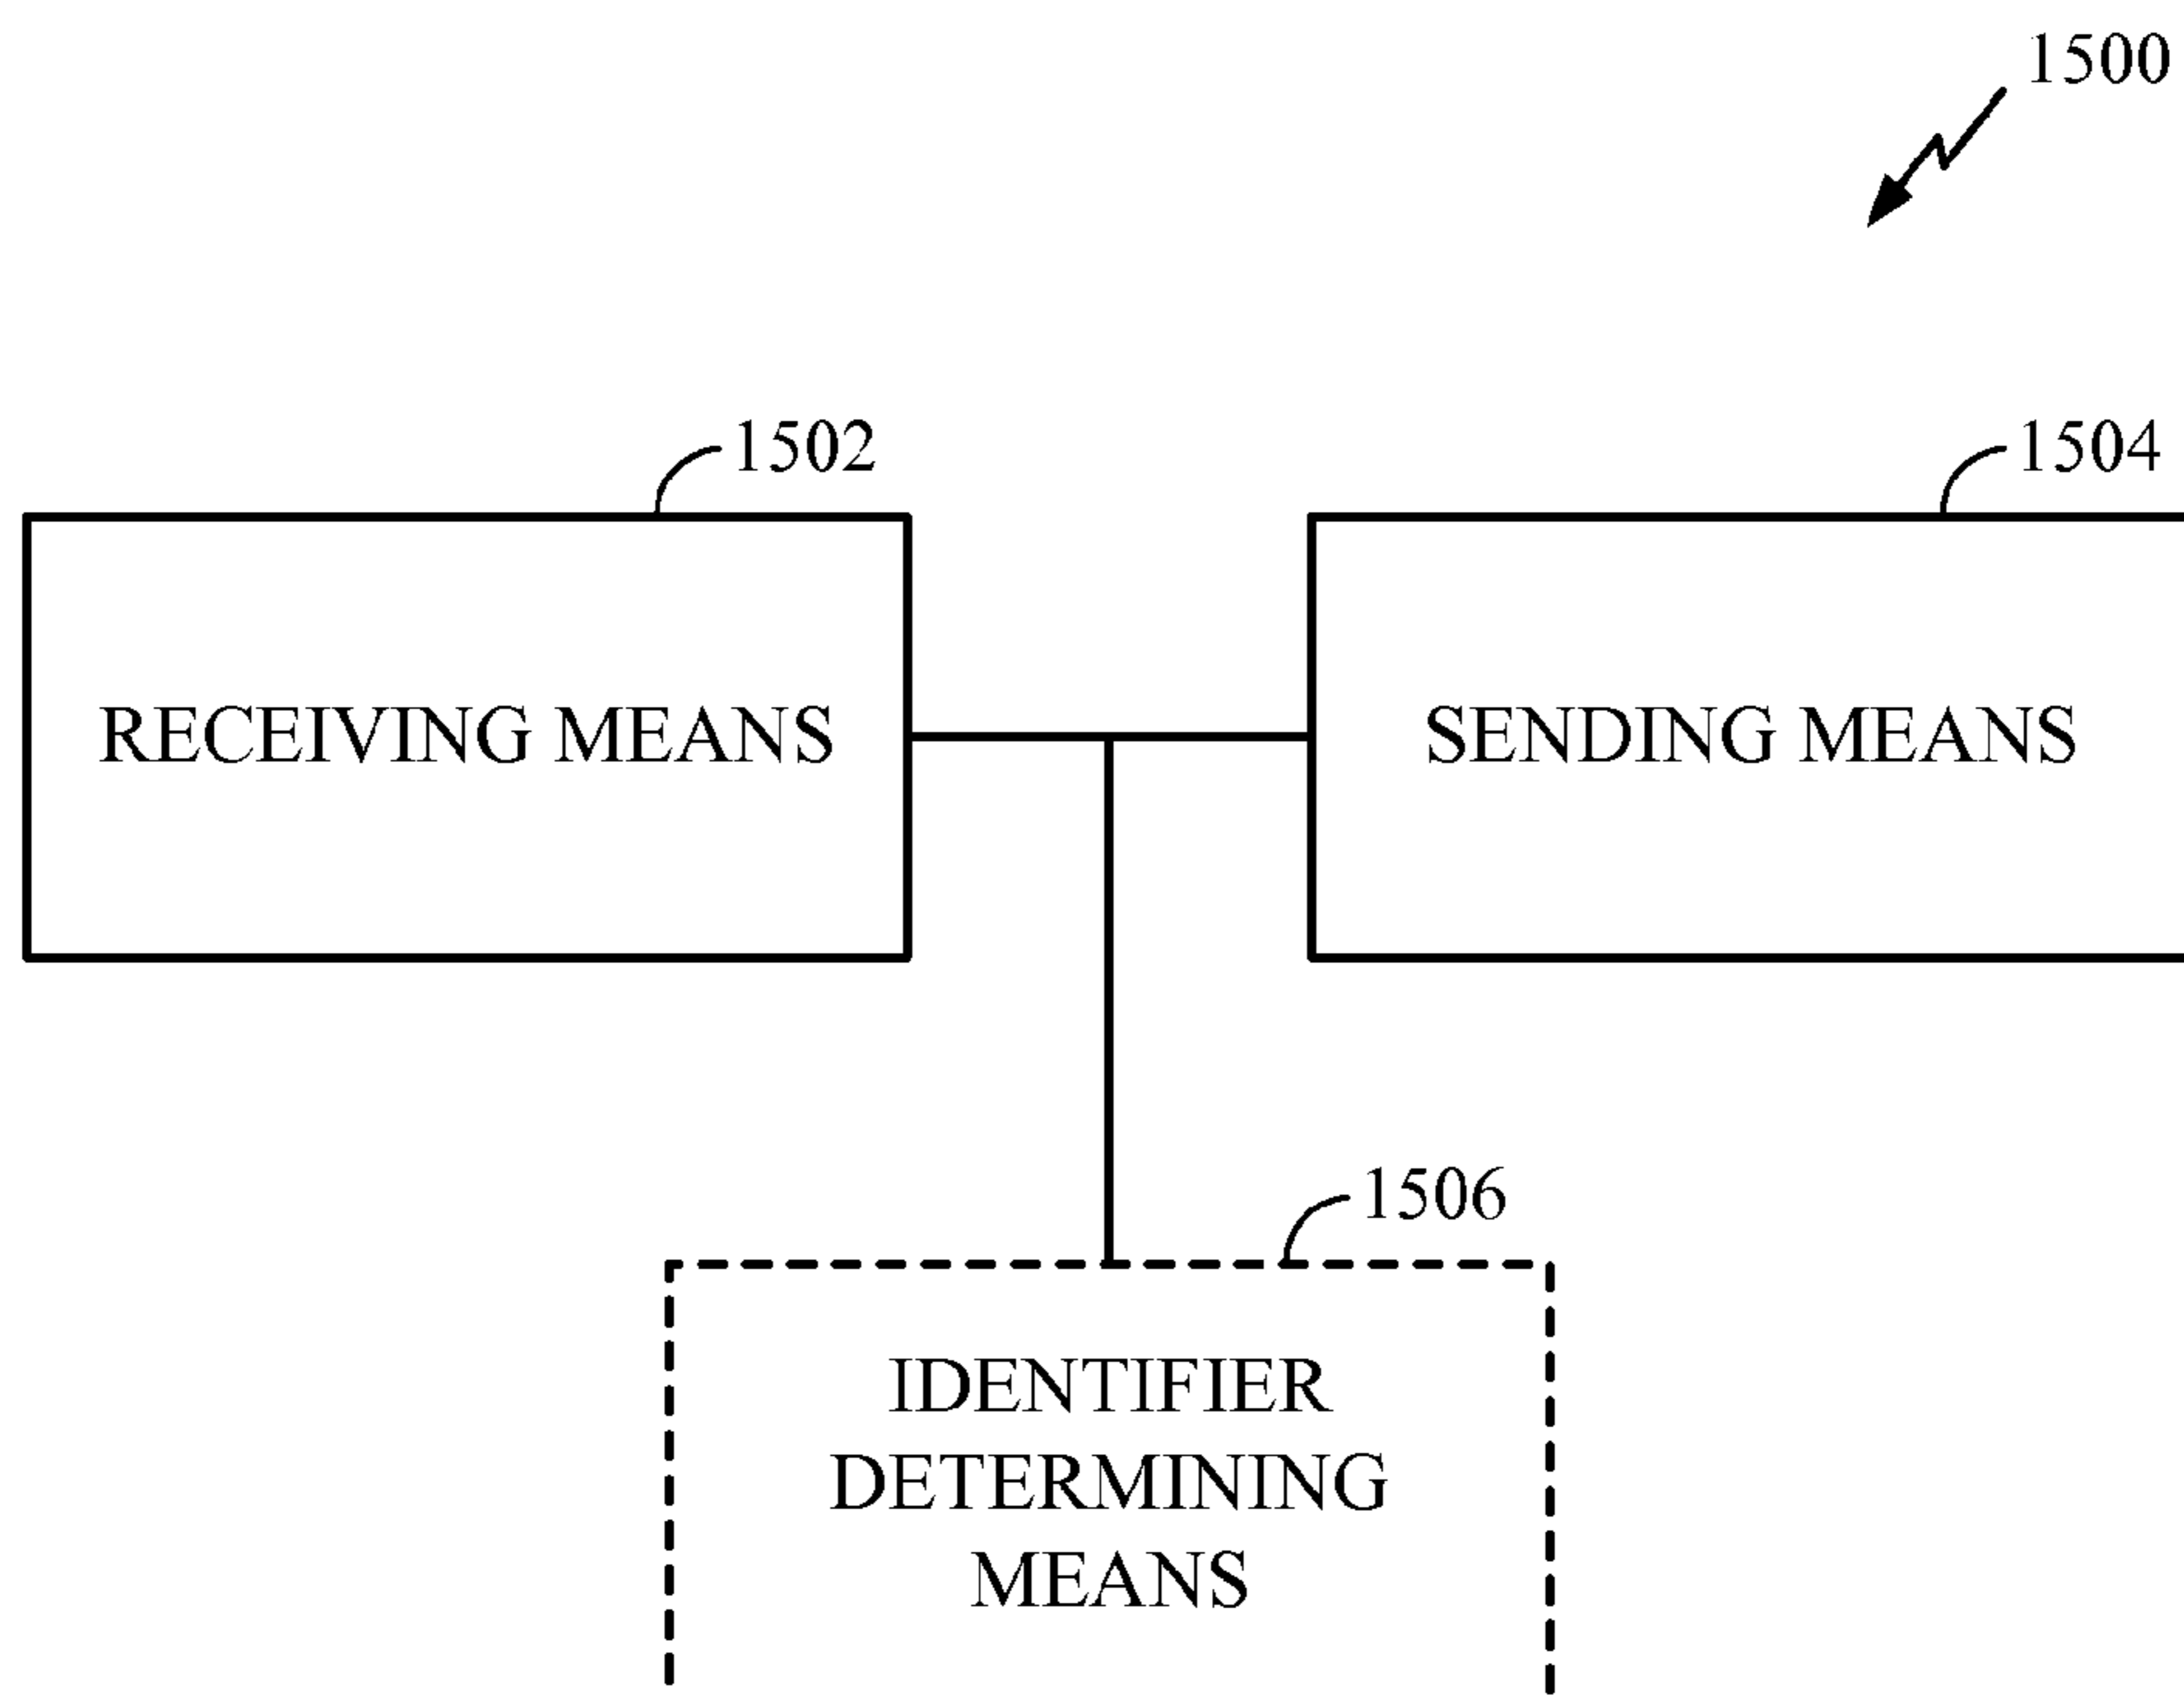 1500
1502
1504
RECEIVING MEANS
SENDING MEANS
1506
IDENTIFIER
DETERMINING
MEANS